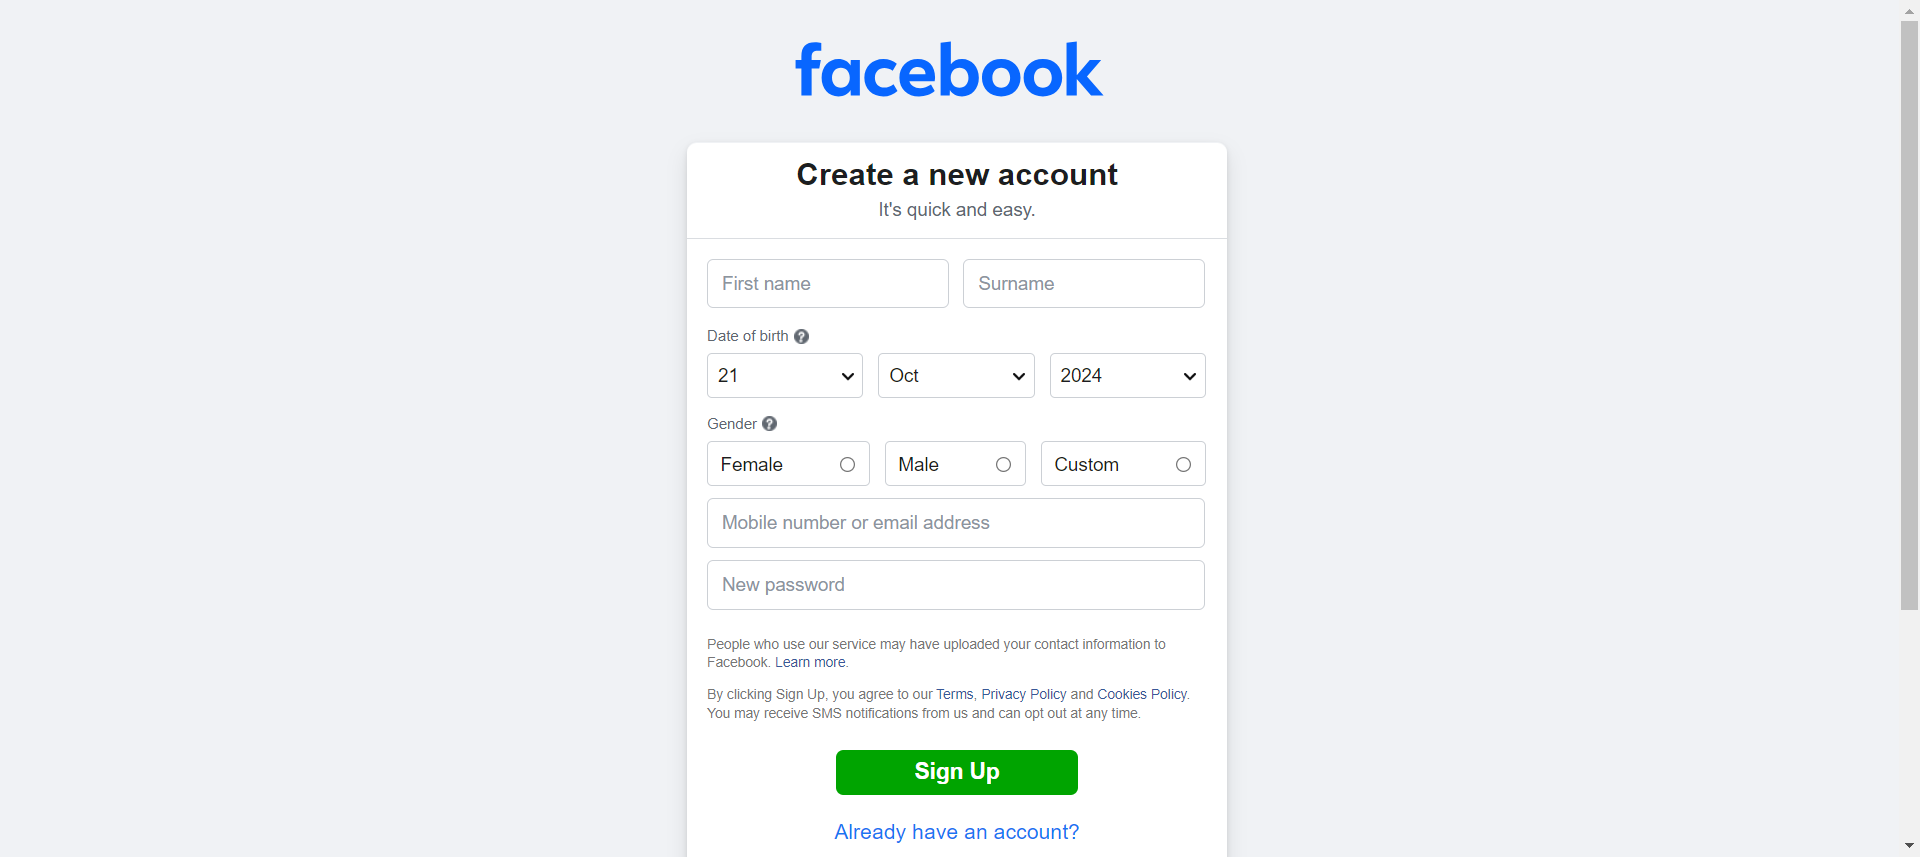 facebook
Create a new account
It's quick and easy.
First name Surname
Date of birth ?
21 Oct 2024
Gender ?
Female Male Custom
Mobile number or email address
New password
People who use our service may have uploaded your contact information to
Facebook. Learn more.
By clicking Sign Up, you agree to our Terms, Privacy Policy and Cookies Policy.
You may receive SMS notifications from us and can opt out at any time.
Sign Up
Already have an account?